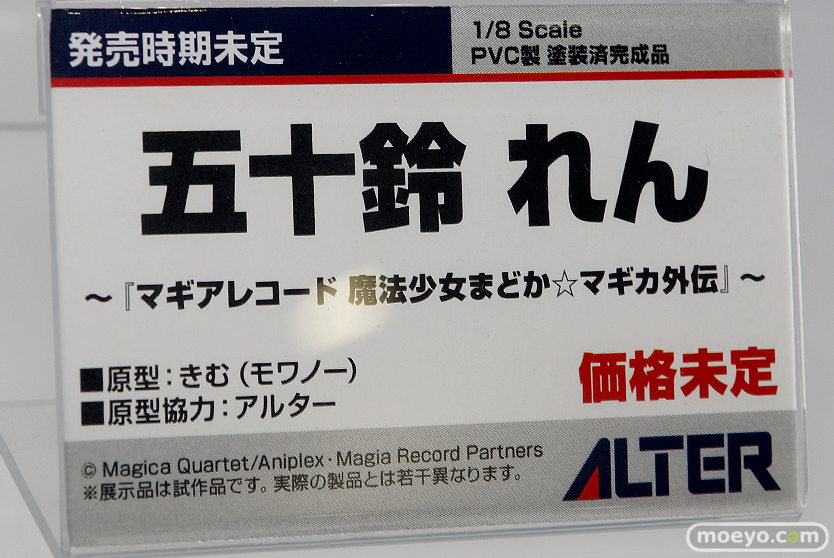 発売時期未定
1/8 Scale
PVC製 塗装済完成品
五十鈴 れん
～『マギアレコード 魔法少女まどか☆マギカ外伝』～
■原型：きむ（モワノー）
■原型協力：アルター
価格未定
© Magica Quartet/Aniplex・Magia Record Partners
※展示品は試作品です。実際の製品とは若干異なります。
ALTER
moeyo.com